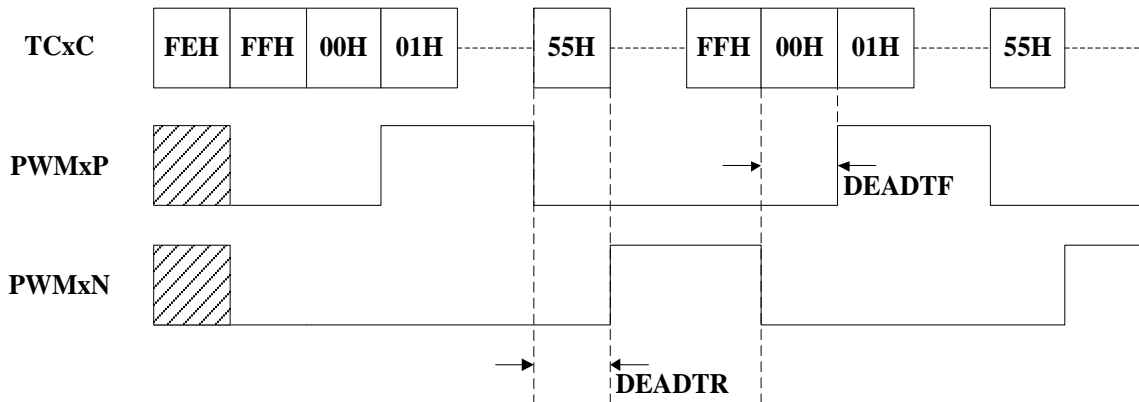 TCxC FEH FFH 00H 01H 55H FFH 00H 01H 55H
PWMxP
DEADTF
PWMxN
DEADTR